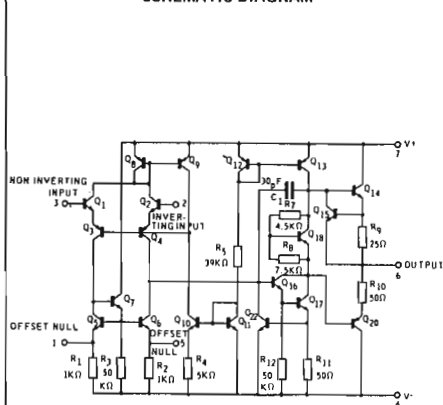 SCHEMATIC DIAGRAM
V+
7
Q8
Q9
Q12
Q13
30pF
C1
Q14
NON INVERTING
INPUT
3
Q1
Q2
2
INVER-
TING INPUT
R7
4.5KΩ
Q15
Q3
Q4
Q18
R9
25Ω
R5
39KΩ
R8
7.5KΩ
OUTPUT
6
Q16
R10
50Ω
Q7
Q17
OFFSET NULL
1
Q5
Q6
OFFSET
NULL
5
Q10
Q11
Q22
Q20
R1
1KΩ
R3
50
KΩ
R2
1KΩ
R4
5KΩ
R12
50
KΩ
R11
50Ω
V-
4